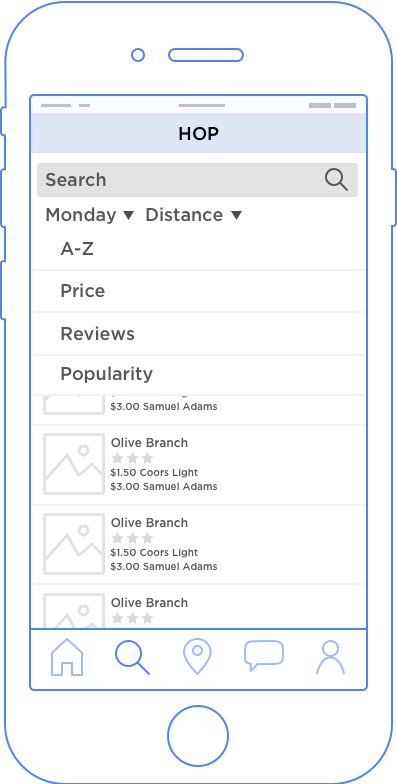 HOP
Search
Monday ▼ Distance ▼
A-Z
Price
Reviews
Popularity
$3.00 Samuel Adams
Olive Branch
$1.50 Coors Light
$3.00 Samuel Adams
Olive Branch
$1.50 Coors Light
$3.00 Samuel Adams
Olive Branch